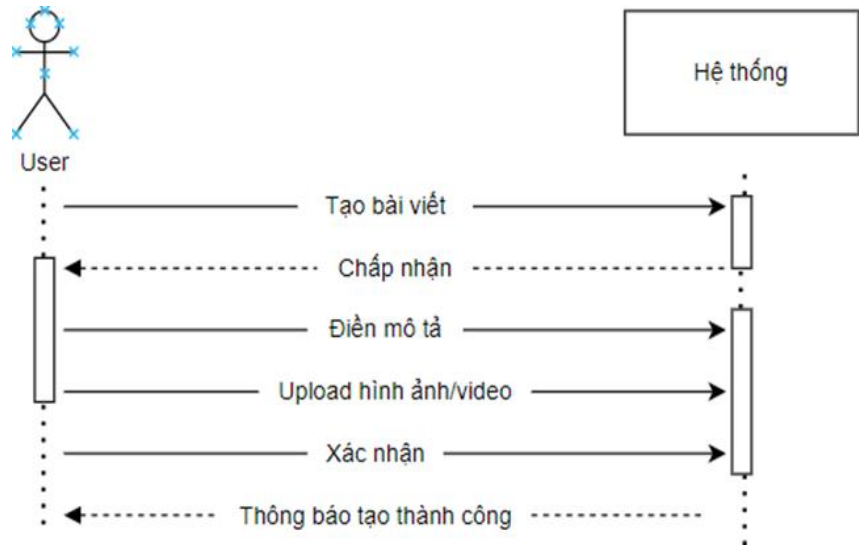 Hệ thống
User
Tạo bài viết
Chấp nhận
Điền mô tả
Upload hình ảnh/video
Xác nhận
Thông báo tạo thành công